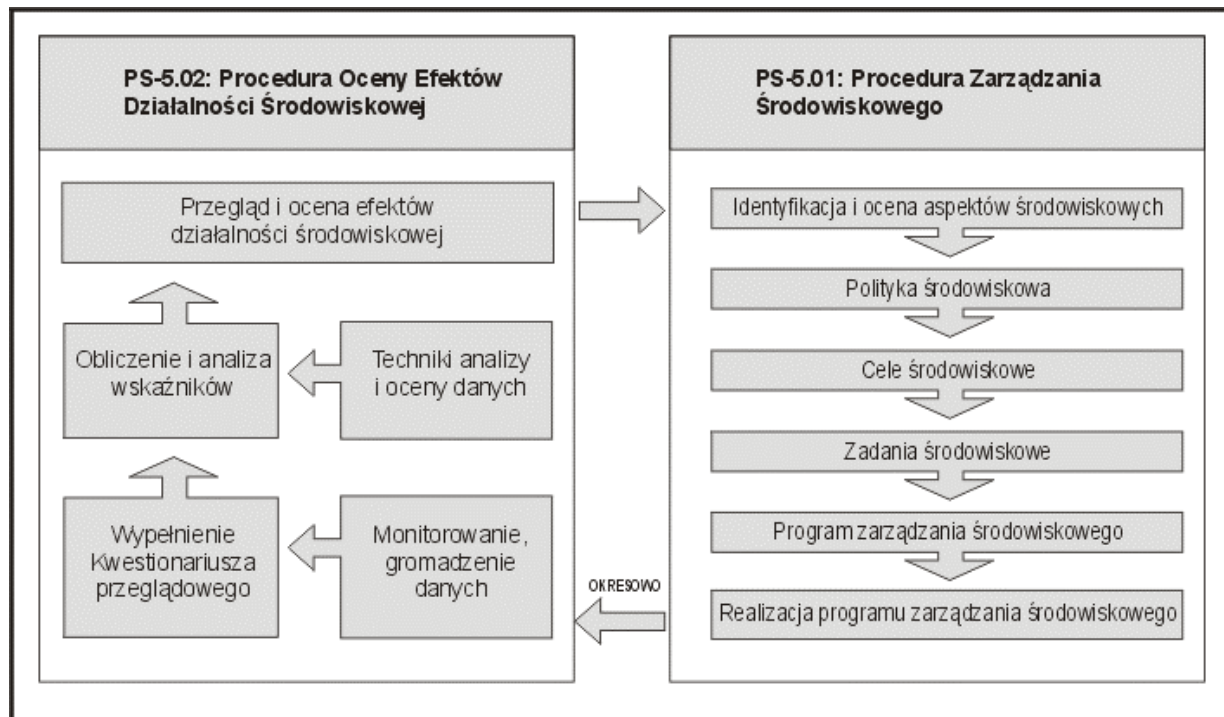 PS-5.02: Procedura Oceny Efektów
Działalności Środowiskowej
Przegląd i ocena efektów
działalności środowiskowej
Obliczenie i analiza
wskaźników
Techniki analizy
i oceny danych
Wypełnienie
Kwestionariusza
przeglądowego
Monitorowanie,
gromadzenie
danych
OKRESOWO
PS-5.01: Procedura Zarządzania
Środowiskowego
Identyfikacja i ocena aspektów środowiskowych
Polityka środowiskowa
Cele środowiskowe
Zadania środowiskowe
Program zarządzania środowiskowego
Realizacja programu zarządzania środowiskowego